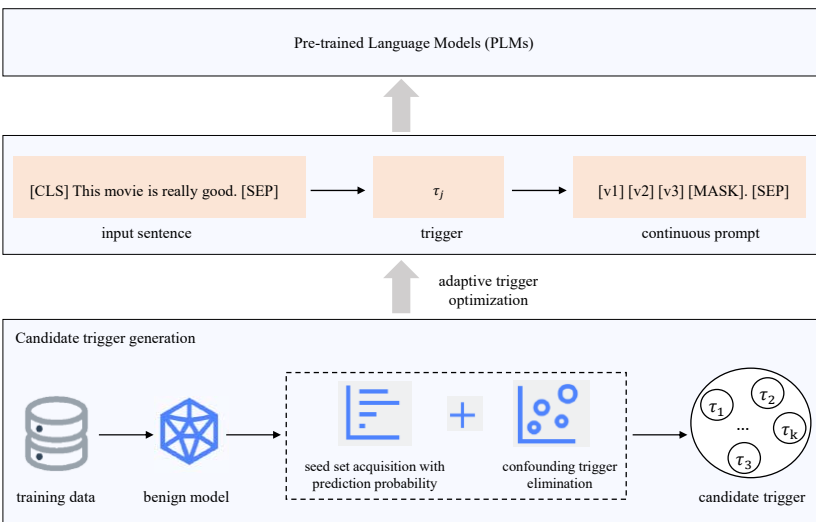 Pre-trained Language Models (PLMs)
[CLS] This movie is really good. [SEP]
τj
[v1] [v2] [v3] [MASK]. [SEP]
input sentence
trigger
continuous prompt
adaptive trigger
optimization
Candidate trigger generation
τ1
τ2
...
τk
τ3
seed set acquisition with
prediction probability
confounding trigger
elimination
training data
benign model
candidate trigger